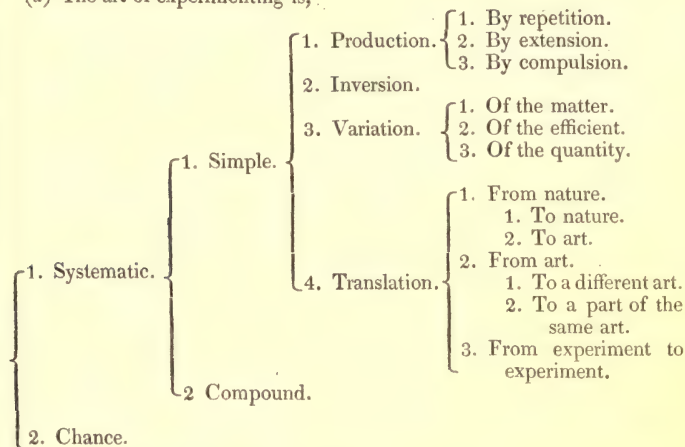 (a) The art of experimenting is,
1. Production.
1. By repetition.
2. By extension.
3. By compulsion.
2. Inversion.
3. Variation.
1. Of the matter.
2. Of the efficient.
3. Of the quantity.
1. Simple.
1. From nature.
1. To nature.
2. To art.
2. From art.
1. Systematic.
4. Translation.
1. To a different art.
2. To a part of the
same art.
3. From experiment to
experiment.
2 Compound.
2. Chance.